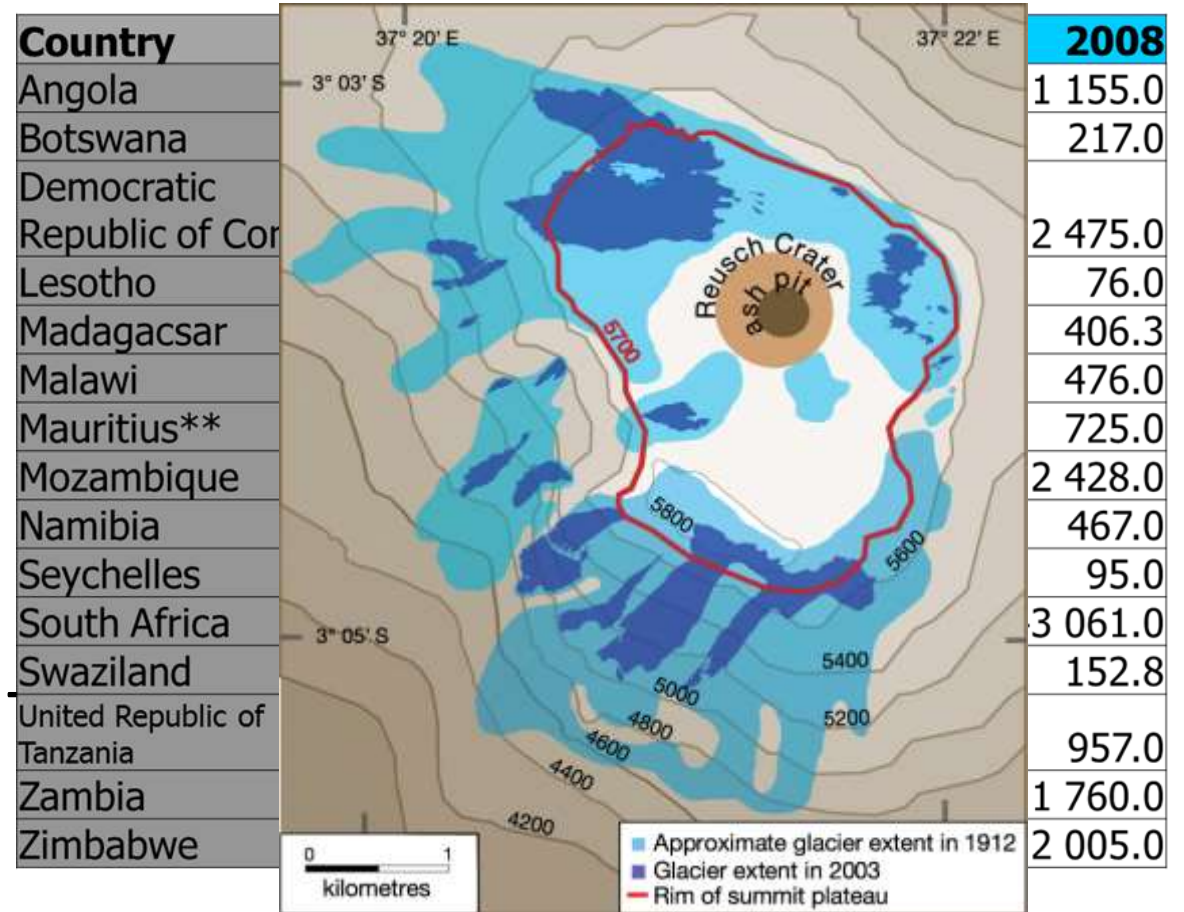 Country 2008
Angola 1 155.0
Botswana 217.0
Democratic
Republic of 2 475.0
Lesotho 76.0
Madagacsar 406.3
Malawi 476.0
Mauritius** 725.0
Mozambique 2 428.0
Namibia 467.0
Seychelles 95.0
South Africa 3 061.0
Swaziland 152.8
United Republic of
Tanzania 957.0
Zambia 1 760.0
Zimbabwe 2 005.0
37° 20' E
37° 22' E
3° 03' S
Reusch Crater
ash pit
5700
5800
5600
3° 05' S
5400
5000
5200
4800
4600
4400
4200
0 1
kilometres
Approximate glacier extent in 1912
Glacier extent in 2003
Rim of summit plateau